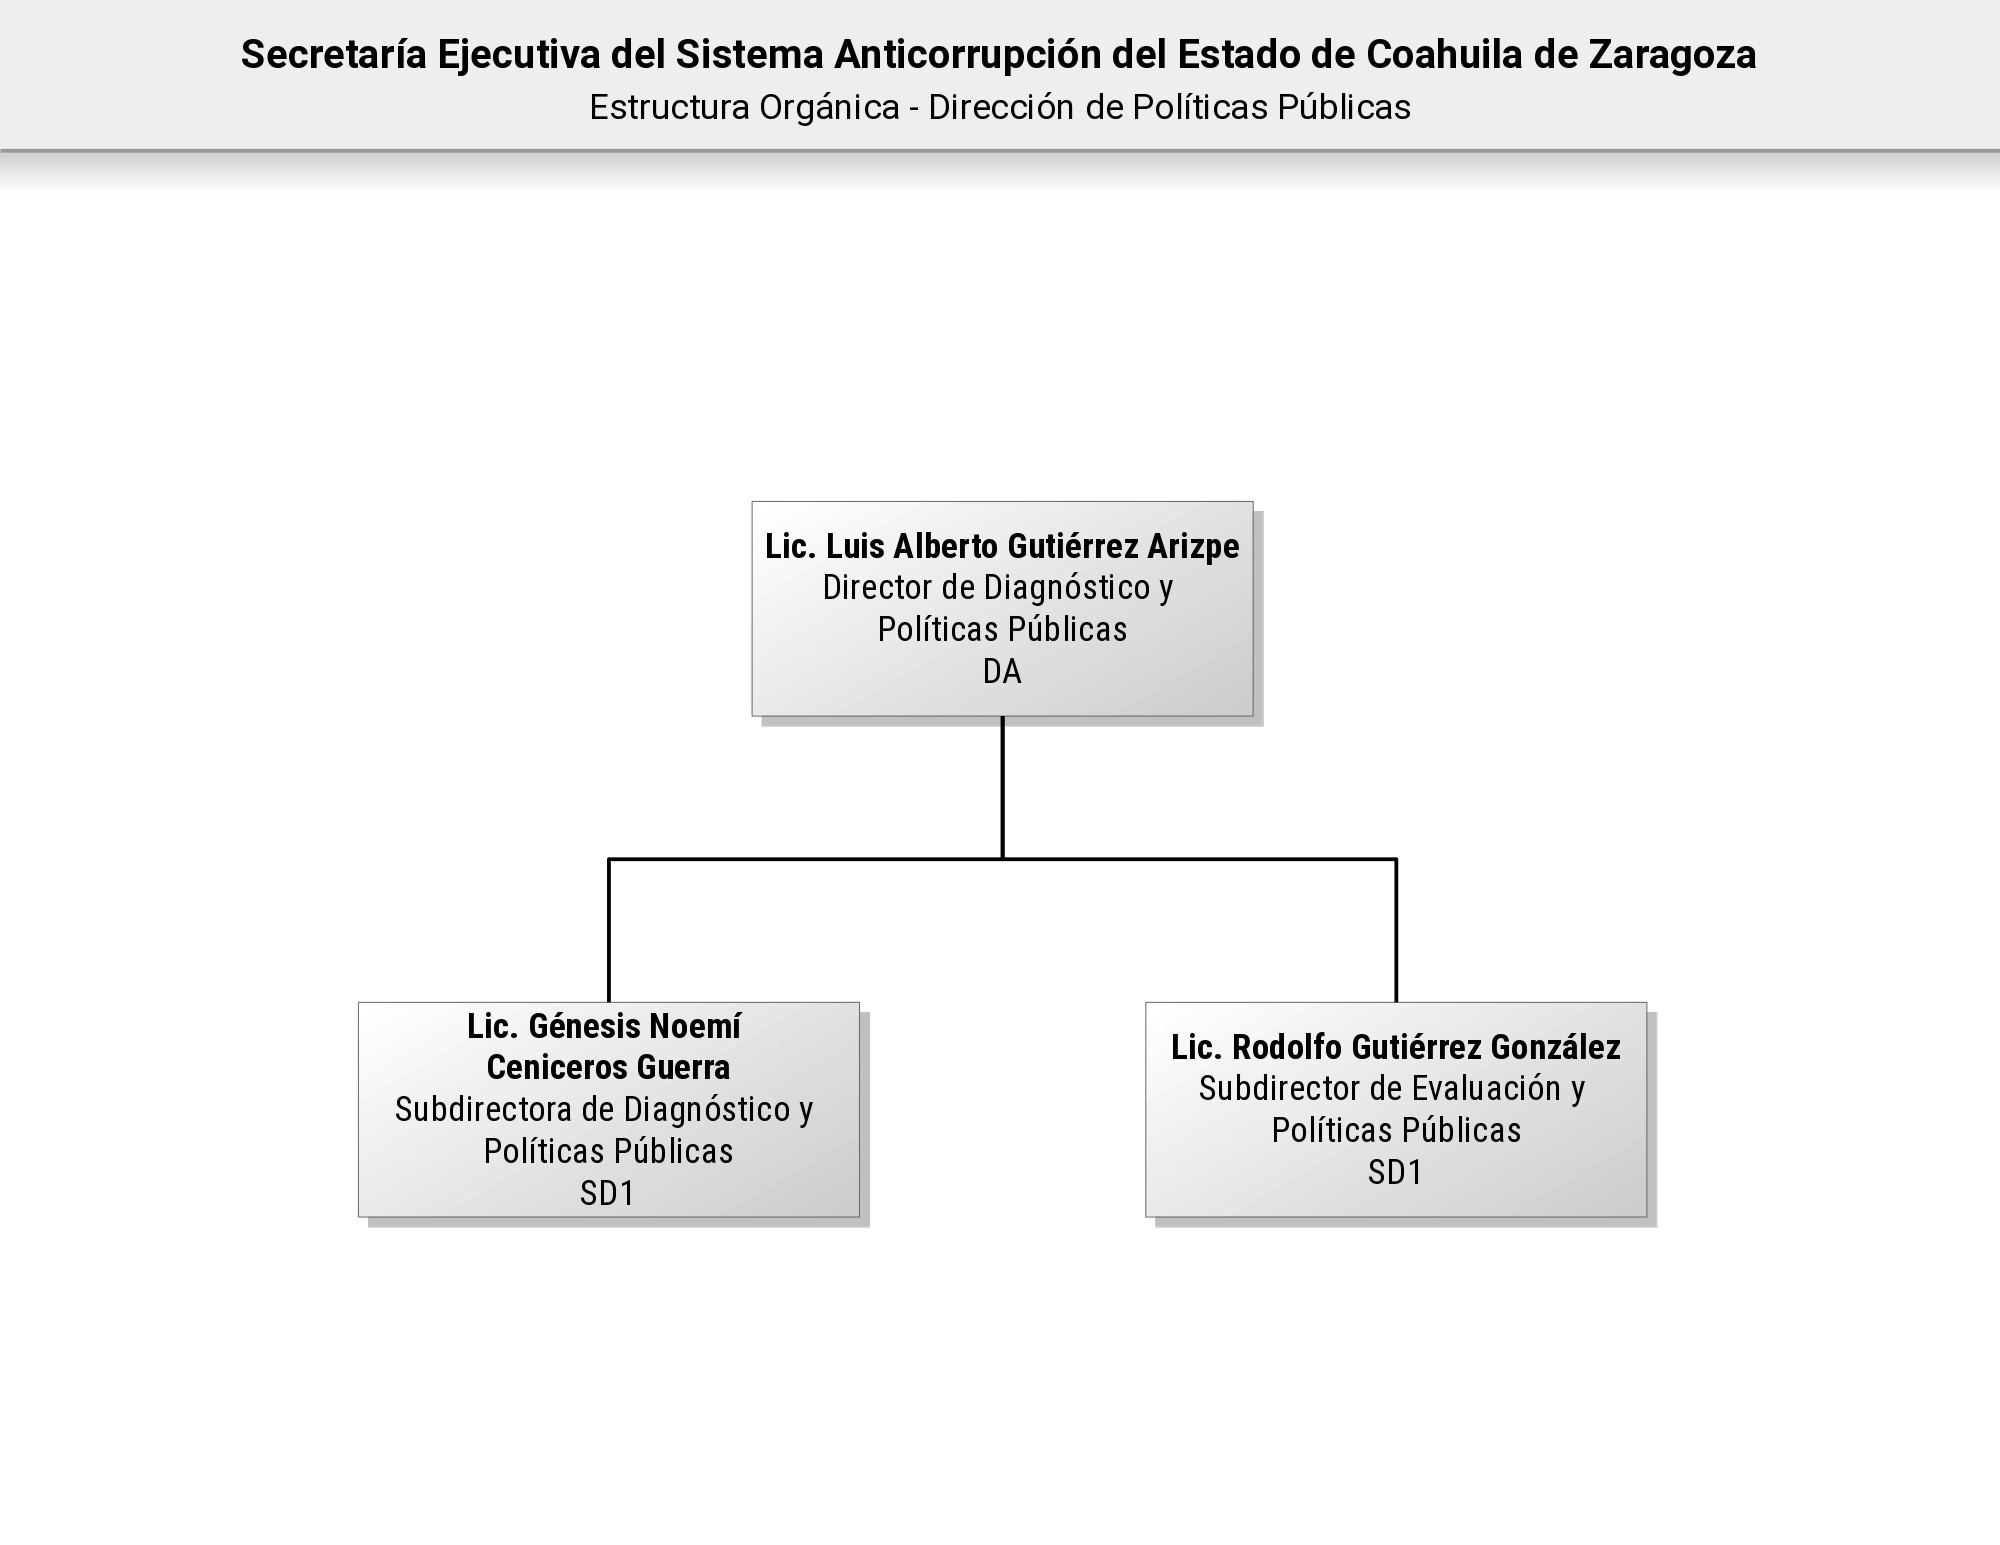 Secretaría Ejecutiva del Sistema Anticorrupción del Estado de Coahuila de Zaragoza
Estructura Orgánica - Dirección de Políticas Públicas
Lic. Luis Alberto Gutiérrez Arizpe
Director de Diagnóstico y
Políticas Públicas
DA
Lic. Génesis Noemí
Ceniceros Guerra
Subdirectora de Diagnóstico y
Políticas Públicas
SD1
Lic. Rodolfo Gutiérrez González
Subdirector de Evaluación y
Políticas Públicas
SD1